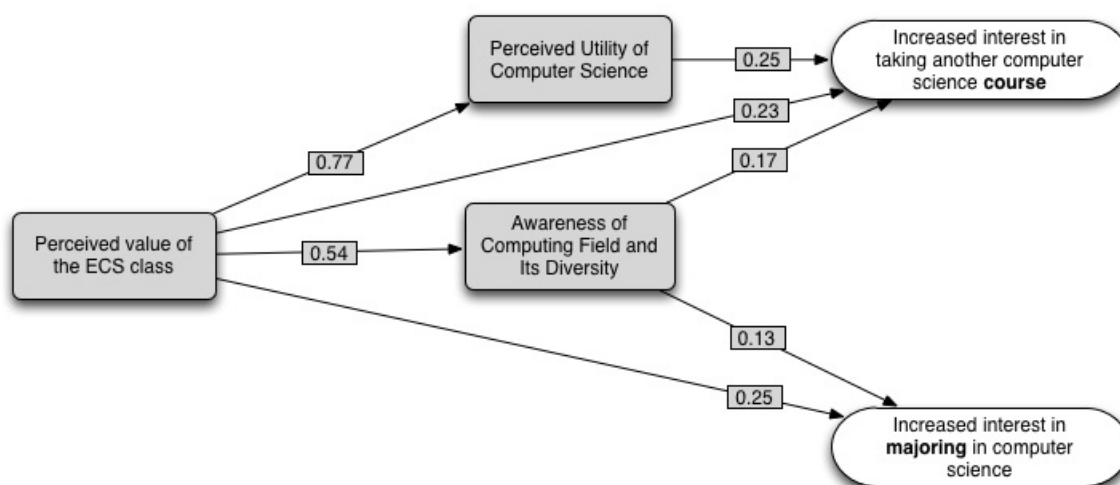 Perceived Utility of
Computer Science
0.25
Increased interest in
taking another computer
science course
0.23
0.77
0.17
Perceived value of
the ECS class
0.54
Awareness of
Computing Field and
Its Diversity
0.13
0.25
Increased interest in
majoring in computer
science